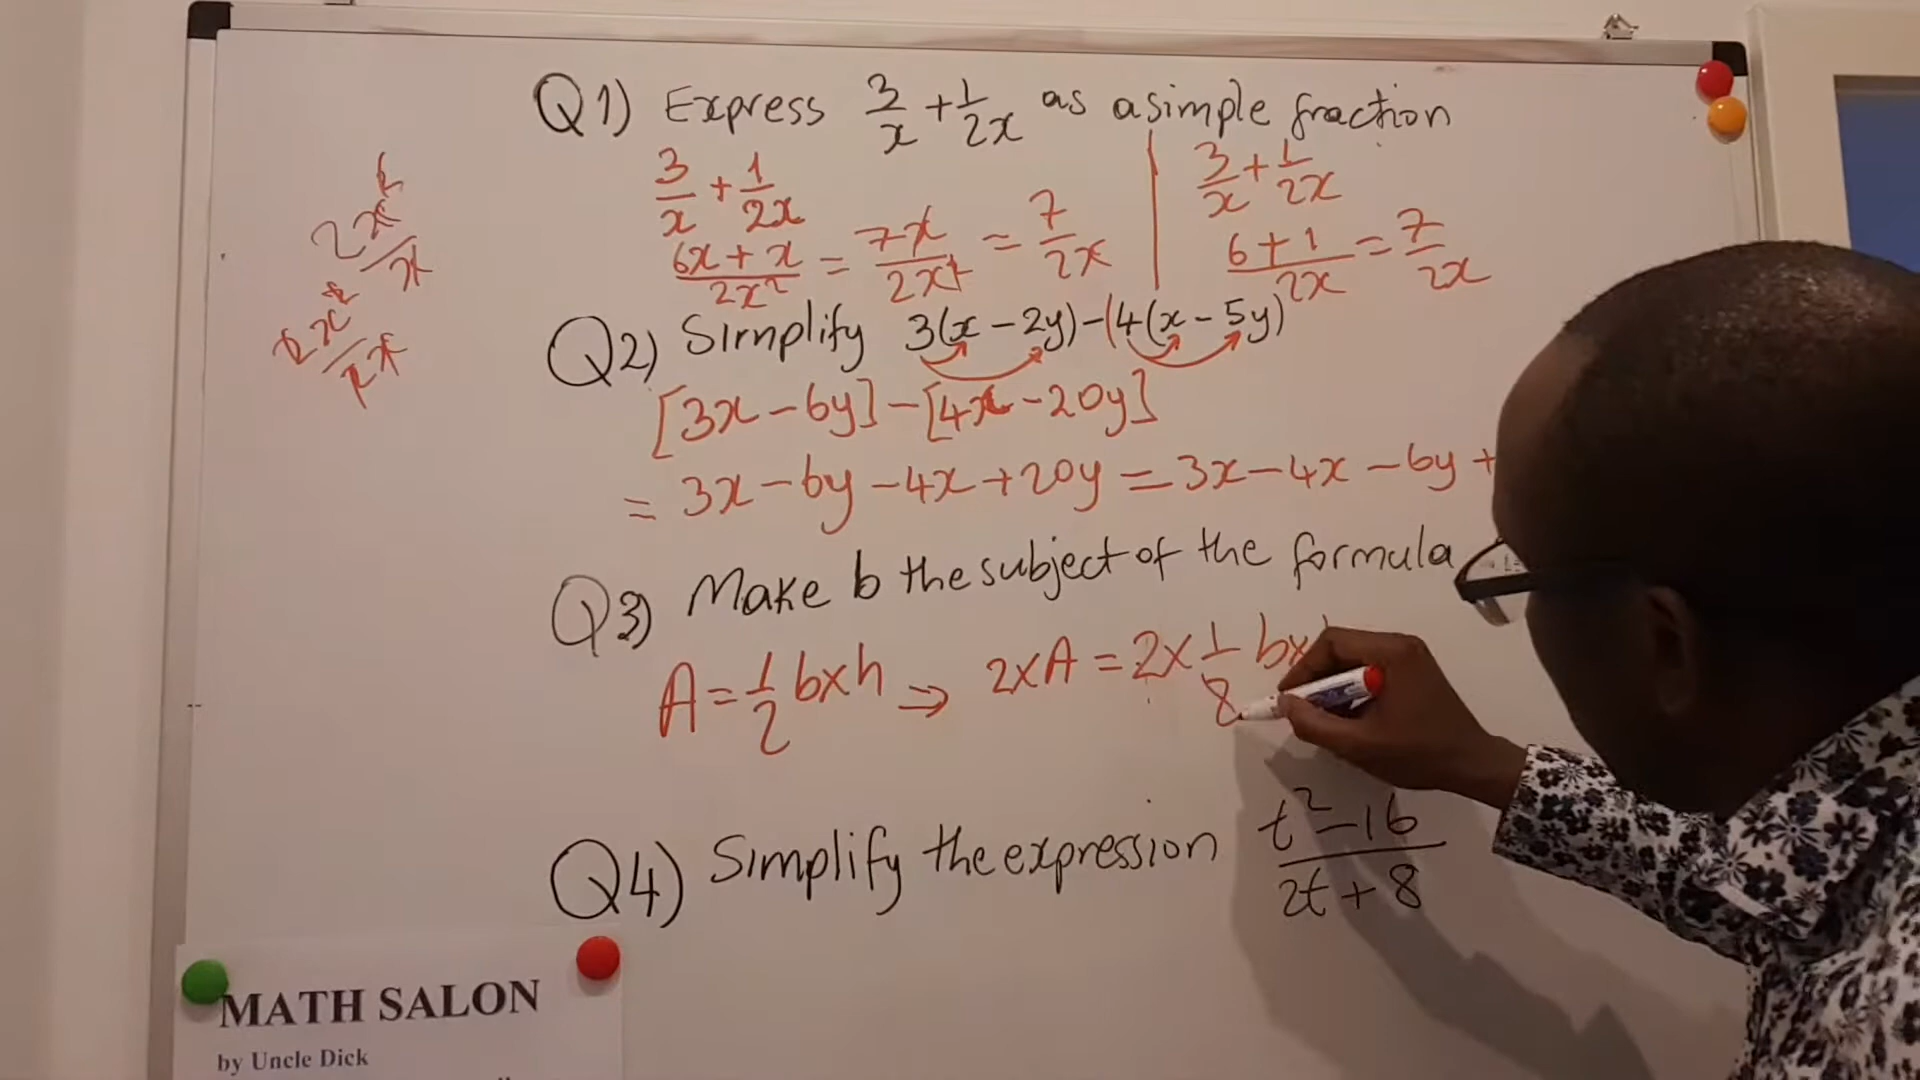 Q1) Express 3/x + 1/2x as a simple fraction
3/x + 1/2x
(6x + x)/2x² = 7x/2x² = 7/2x
3/x + 1/2x
(6 + 1)/2x = 7/2x
Q2) Simplify 3(x - 2y) - (4(x - 5y)
[3x - 6y] - [4x - 20y]
= 3x - 6y - 4x + 20y = 3x - 4x - 6y +
Q3) Make b the subject of the formula
A = 1/2 b x h ⇒ 2 x A = 2 x 1/2 b x
Q4) Simplify the expression (t² - 16)/(2t + 8)
MATH SALON
by Uncle Dick